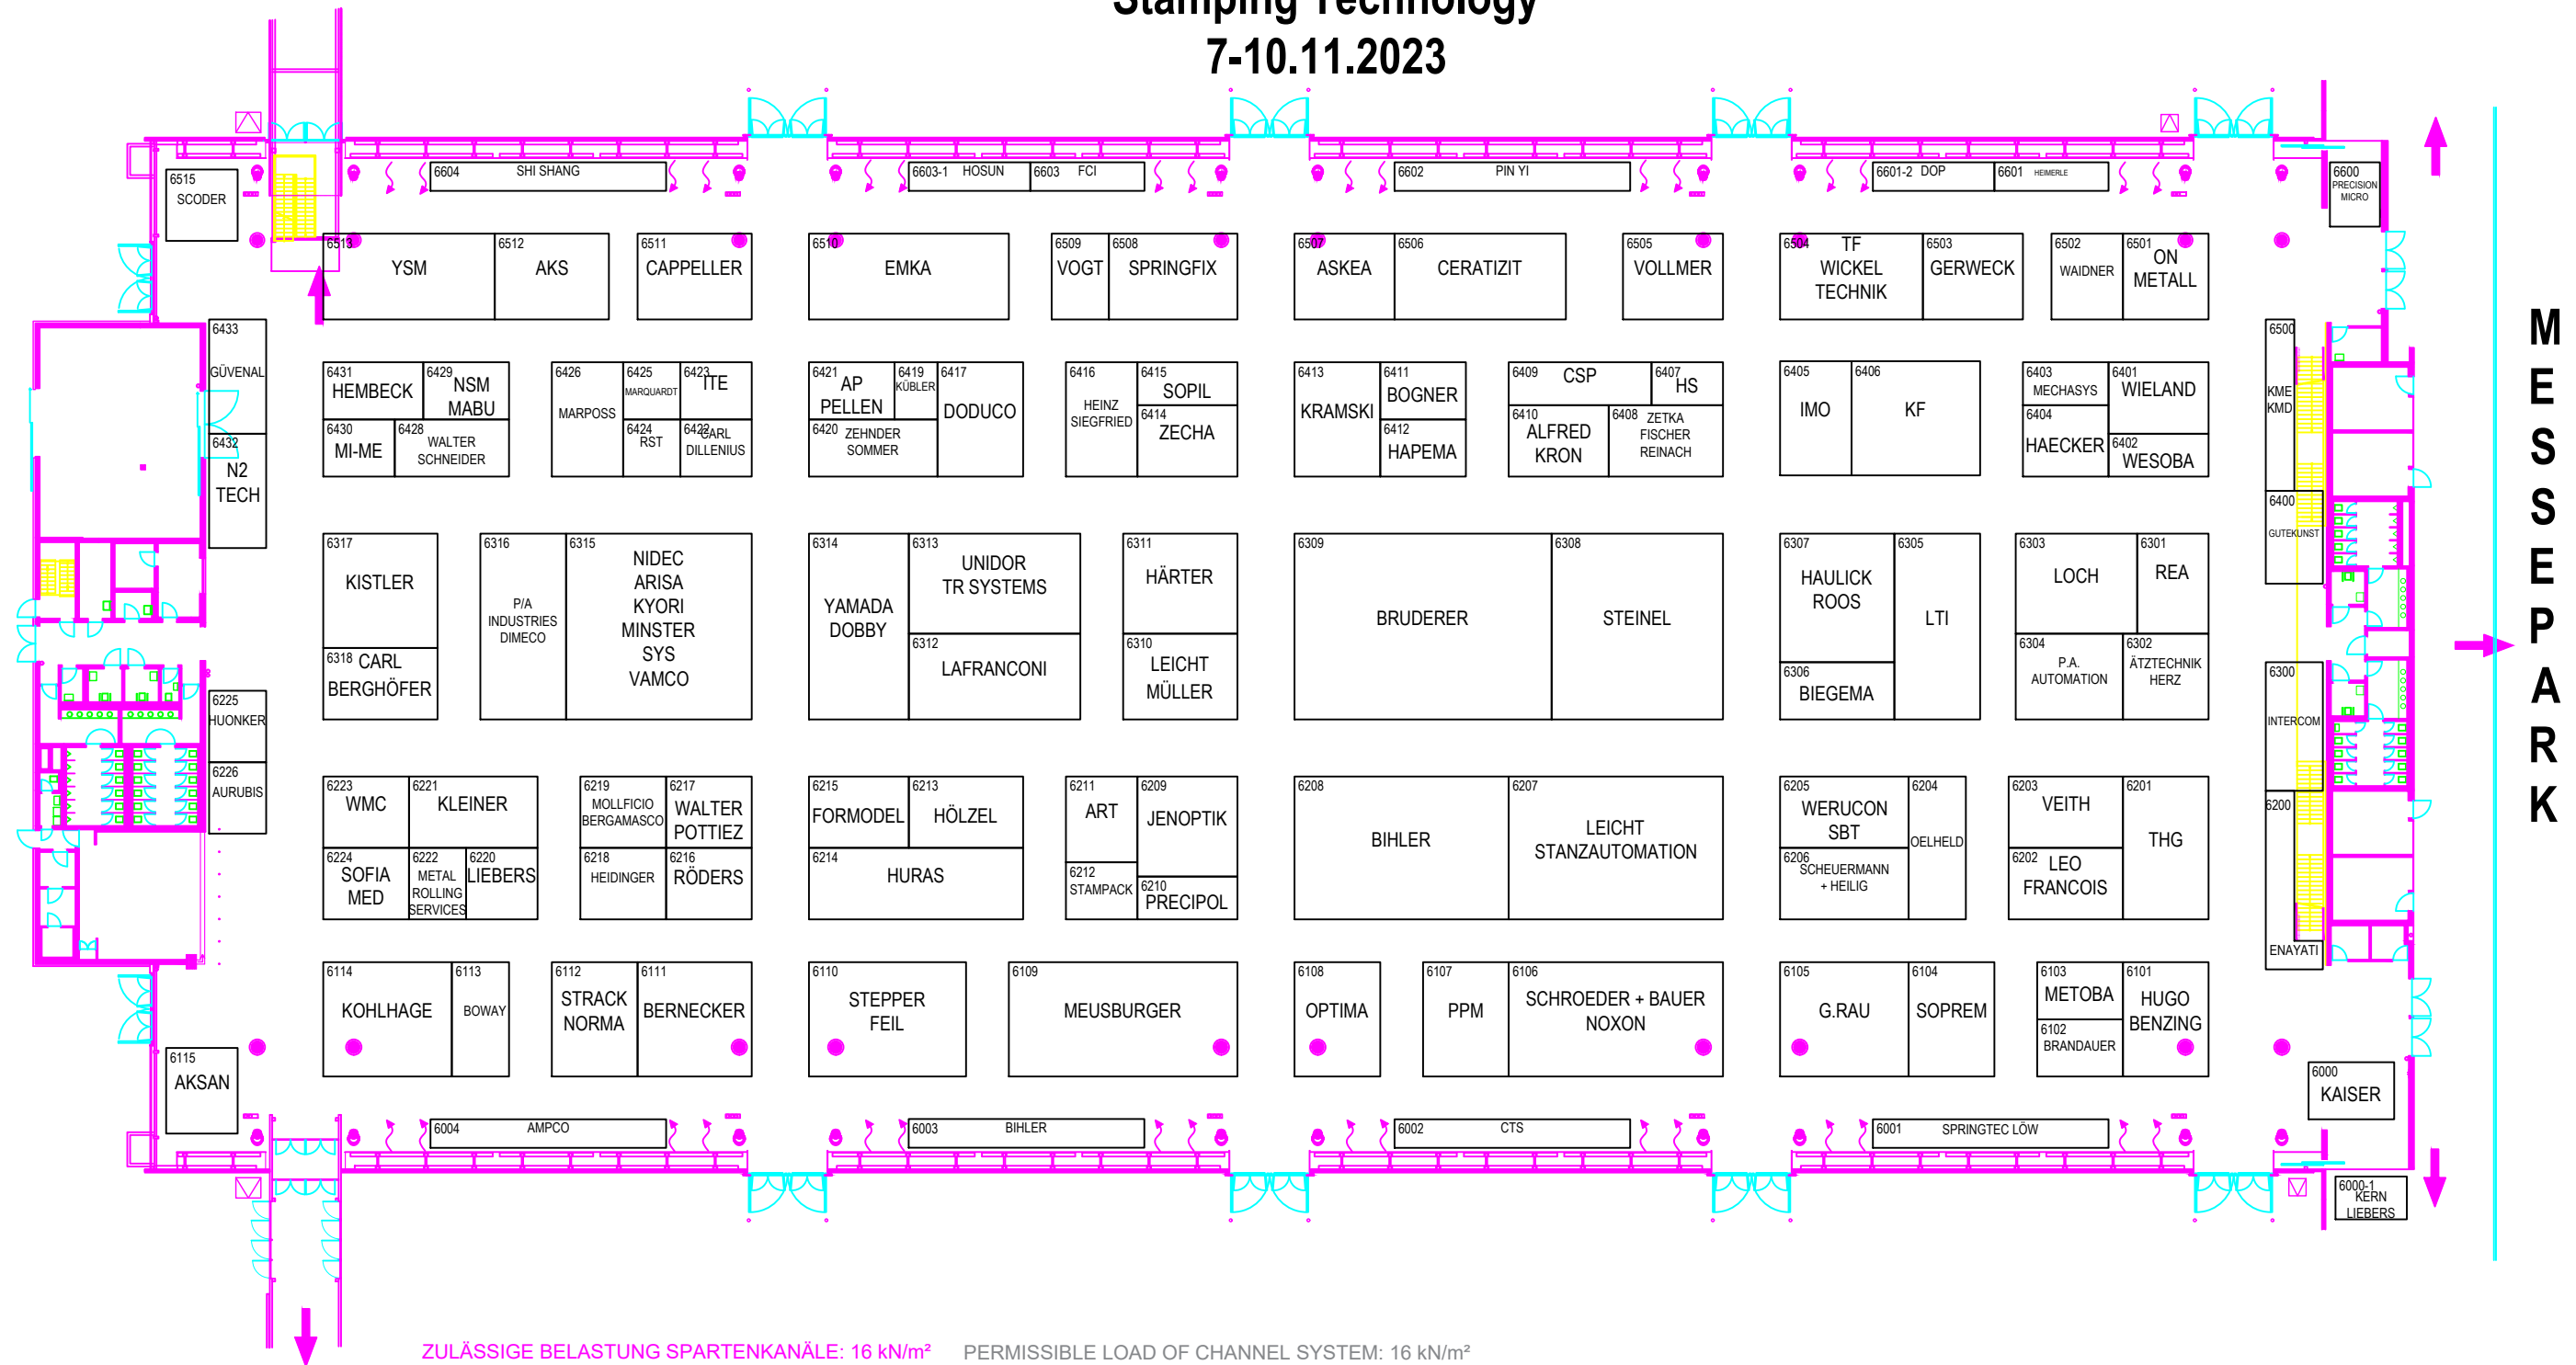 Stamping Technology
7-10.11.2023
6604 SHI SHANG
6603-1 HOSUN
6603 FCI
6602 PIN YI
6601-2 DOP
6601 HEIMERLE
6600
PRECISION
MICRO
6515
SCODER
6513
YSM
6512
AKS
6511
CAPPELLER
6510
EMKA
6509
VOGT
6508
SPRINGFIX
6507
ASKEA
6506
CERATIZIT
6505
VOLLMER
6504
TF
WICKEL
TECHNIK
6503
GERWECK
6502
WAIDNER
6501
ON
METALL
6500
KME
KMD
6433
GÜVENAL
6432
N2
TECH
6431
HEMBECK
6429
NSM
MABU
6430
MI-ME
6428
WALTER
SCHNEIDER
6426
MARPOSS
6425
MARQUARDT
6423
ITE
6424
RST
6422
CARL
DILLENIUS
6421
AP
PELLEN
6419
KÜBLER
6417
DODUCO
6420
ZEHNDER
SOMMER
6416
HEINZ
SIEGFRIED
6415
SOPIL
6414
ZECHA
6413
KRAMSKI
6411
BOGNER
6412
HAPEMA
6409
CSP
6407
HS
6410
ALFRED
KRON
6408
ZETKA
FISCHER
REINACH
6405
IMO
6406
KF
6403
MECHASYS
6401
WIELAND
6404
HAECKER
6402
WESOBA
6400
GUTEKUNST
6317
KISTLER
6318 CARL
BERGHÖFER
6316
P/A
INDUSTRIES
DIMECO
6315
NIDEC
ARISA
KYORI
MINSTER
SYS
VAMCO
6314
YAMADA
DOBBY
6313
UNIDOR
TR SYSTEMS
6312
LAFRANCONI
6311
HÄRTER
6310
LEICHT
MÜLLER
6309
BRUDERER
6308
STEINEL
6307
HAULICK
ROOS
6306
BIEGEMA
6305
LTI
6303
LOCH
6301
REA
6304
P.A.
AUTOMATION
6302
ÄTZTECHNIK
HERZ
6300
INTERCOM
6225
HUONKER
6226
AURUBIS
6223
WMC
6221
KLEINER
6224
SOFIA
MED
6222
METAL
ROLLING
SERVICES
6220
LIEBERS
6219
MOLLFICIO
BERGAMASCO
6217
WALTER
POTTIEZ
6218
HEIDINGER
6216
RÖDERS
6215
FORMODEL
6213
HÖLZEL
6214
HURAS
6211
ART
6209
JENOPTIK
6212
STAMPACK
6210
PRECIPOL
6208
BIHLER
6207
LEICHT
STANZAUTOMATION
6205
WERUCON
SBT
6204
OELHELD
6206
SCHEUERMANN
+ HEILIG
6203
VEITH
6201
THG
6202 LEO
FRANCOIS
6200
ENAYATI
6115
AKSAN
6114
KOHLHAGE
6113
BOWAY
6112
STRACK
NORMA
6111
BERNECKER
6110
STEPPER
FEIL
6109
MEUSBURGER
6108
OPTIMA
6107
PPM
6106
SCHROEDER + BAUER
NOXON
6105
G.RAU
6104
SOPREM
6103
METOBA
6101
HUGO
BENZING
6102
BRANDAUER
6000
KAISER
6004 AMPCO
6003 BIHLER
6002 CTS
6001 SPRINGTEC LÖW
6000-1
KERN
LIEBERS
MESSEPARK
ZULÄSSIGE BELASTUNG SPARTENKANÄLE: 16 kN/m² PERMISSIBLE LOAD OF CHANNEL SYSTEM: 16 kN/m²